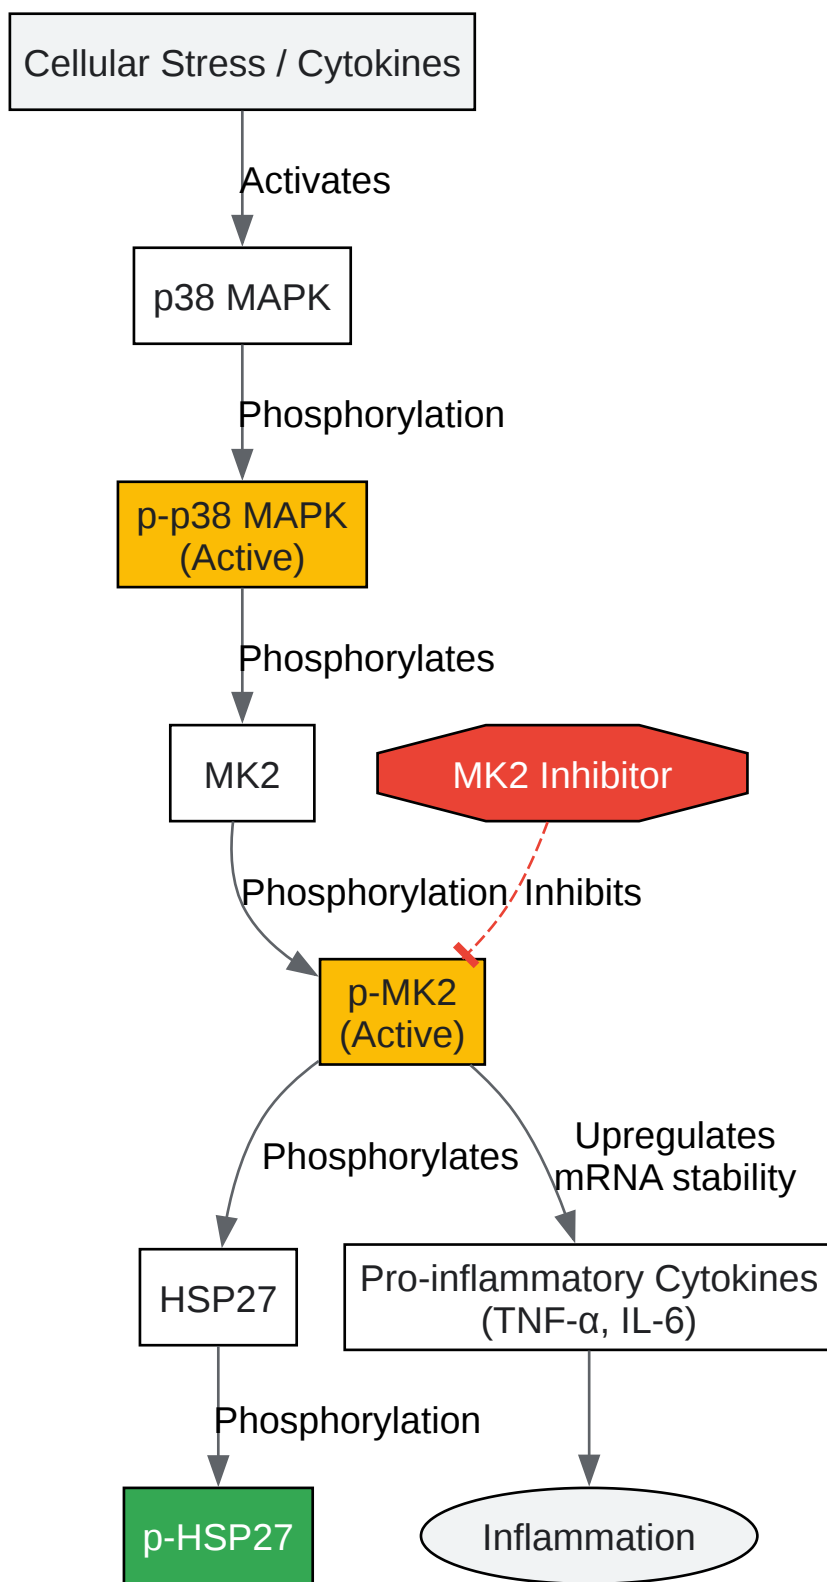 Cellular Stress / Cytokines
Activates
p38 MAPK
Phosphorylation
p-p38 MAPK
(Active)
Phosphorylates
MK2
MK2 Inhibitor
Phosphorylation
Inhibits
p-MK2
(Active)
Phosphorylates
Upregulates
mRNA stability
HSP27
Pro-inflammatory Cytokines
(TNF-α, IL-6)
Phosphorylation
p-HSP27
Inflammation